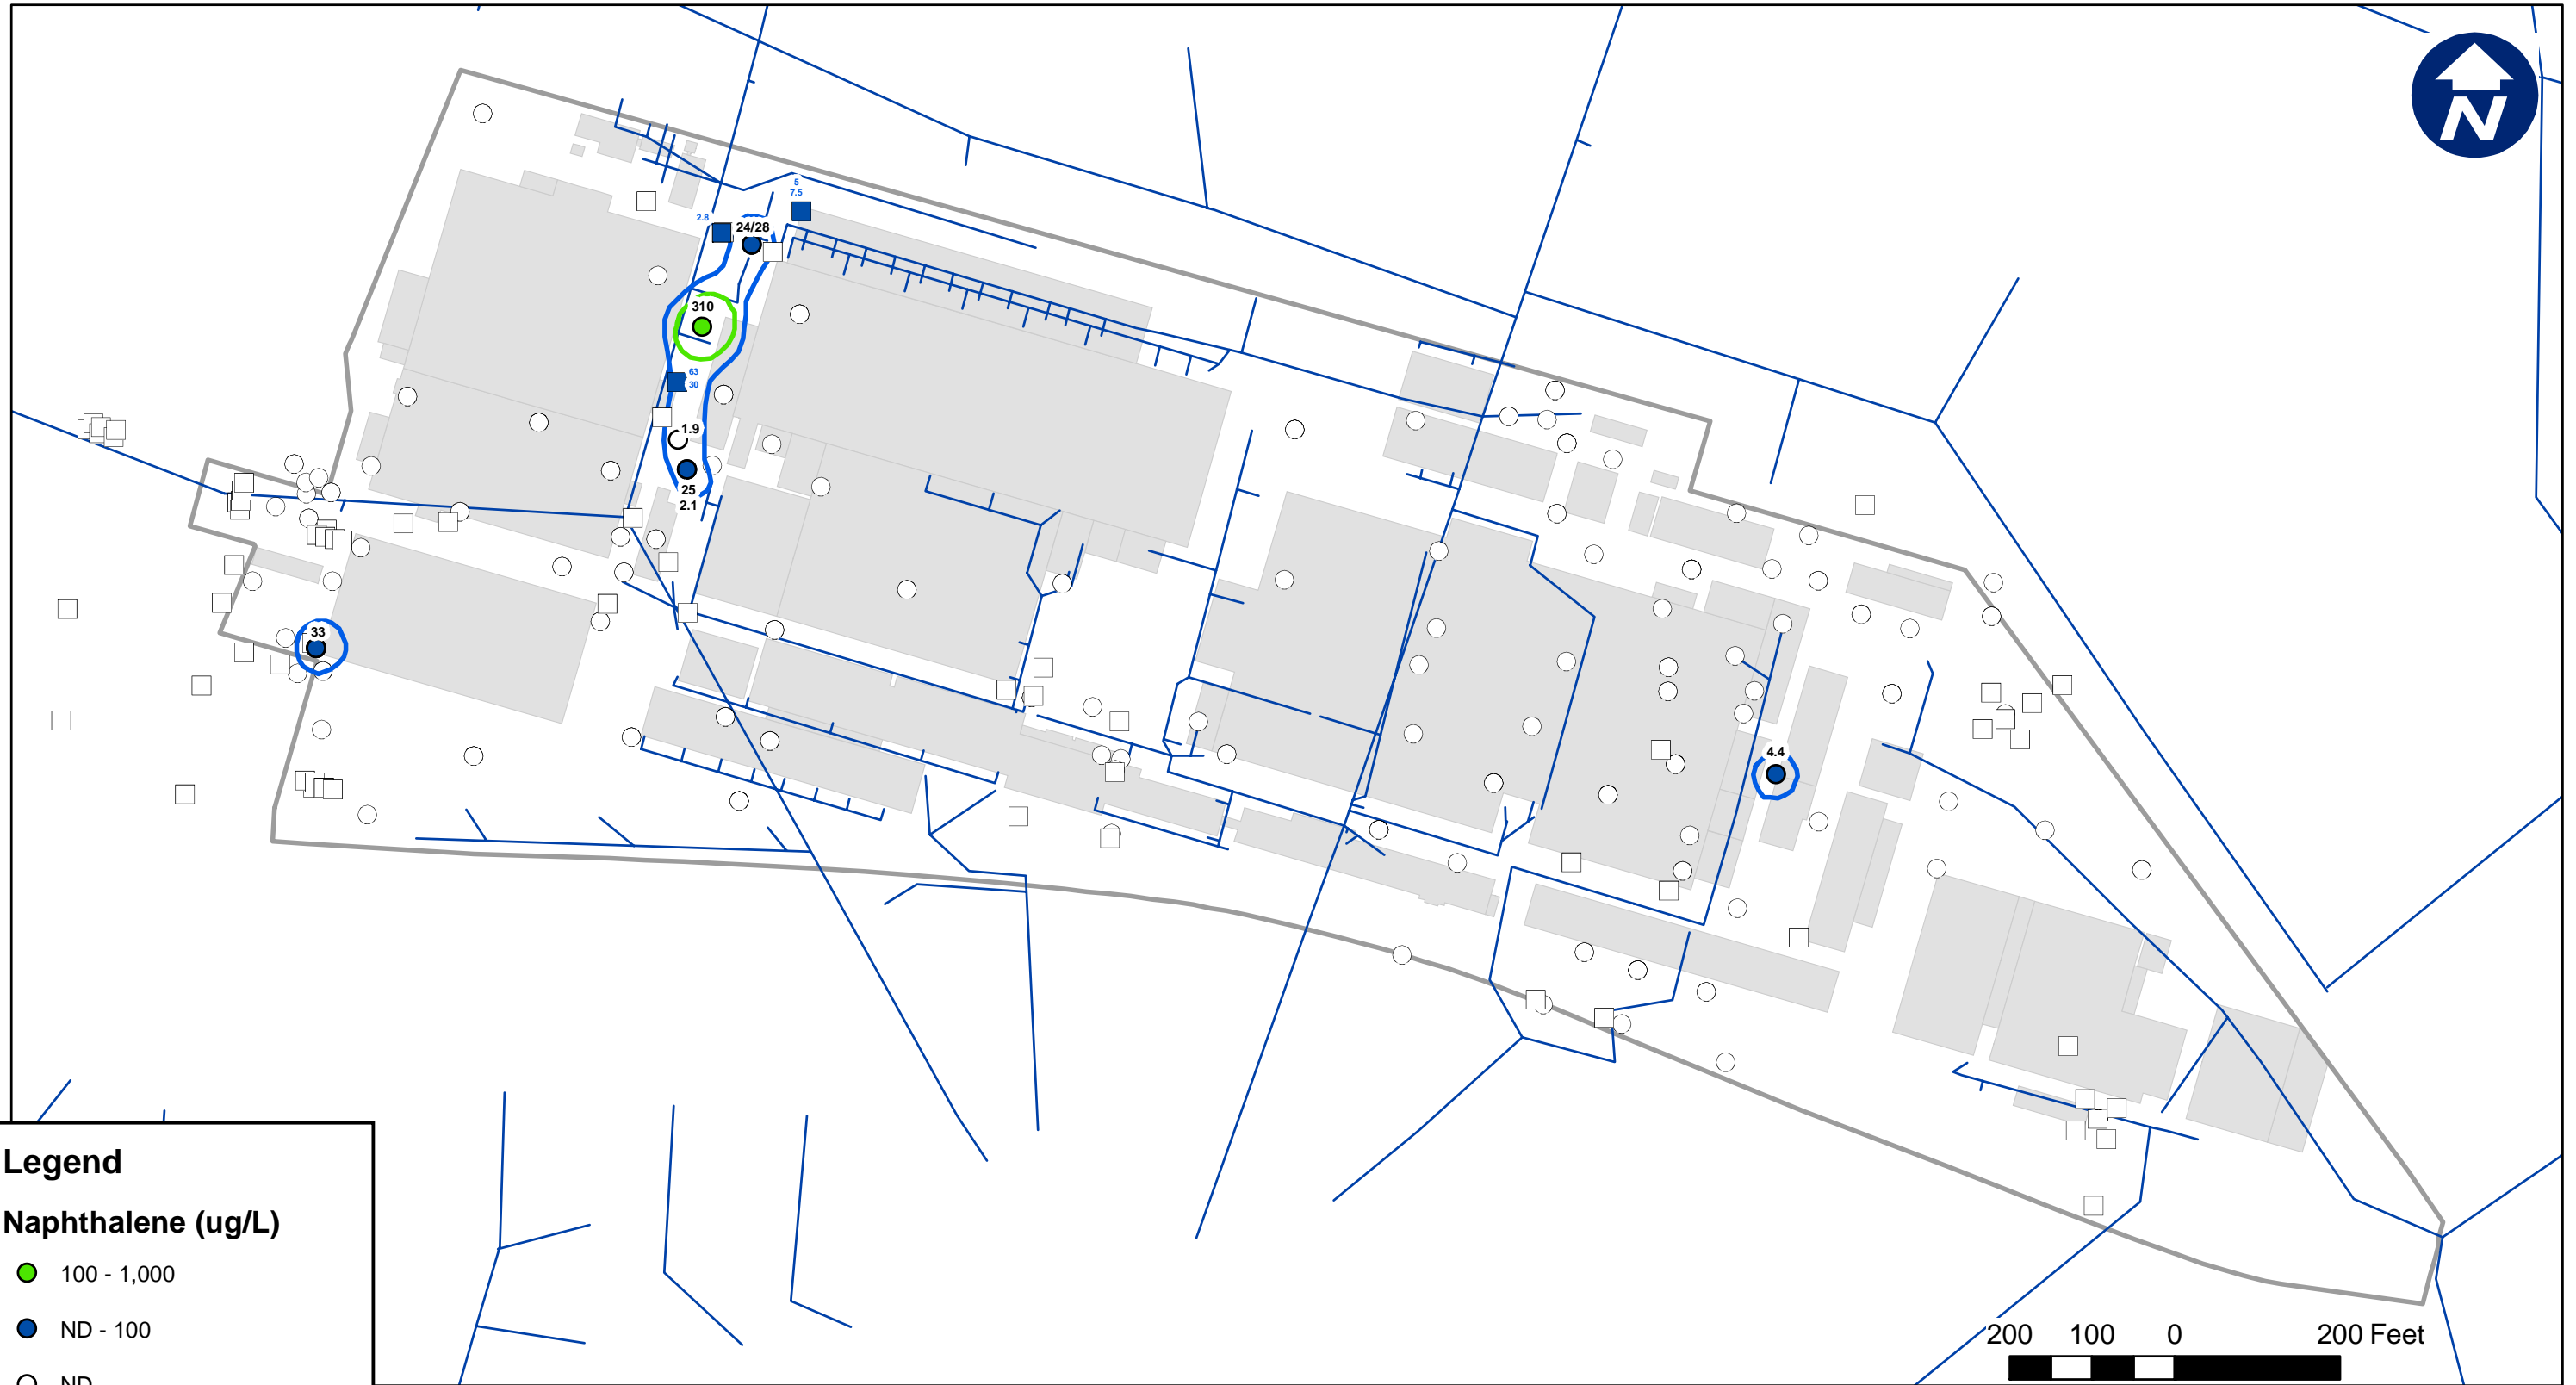 N
5
7.5
2.8
24/28
310
63
30
1.9
25
2.1
33
4.4
Legend
Naphthalene (ug/L)
100 - 1,000
ND - 100
ND
200 100 0 200 Feet